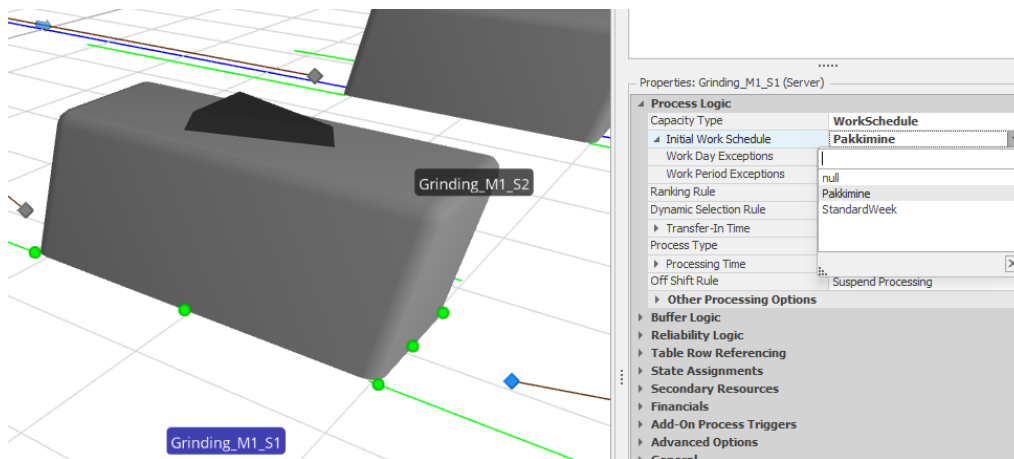 Grinding_M1_S2
Grinding_M1_S1
Properties: Grinding_M1_S1 (Server)
Process Logic
Capacity Type WorkSchedule
Initial Work Schedule Pakkimine
Work Day Exceptions
Work Period Exceptions
null
Pakkimine
StandardWeek
Ranking Rule
Dynamic Selection Rule
Transfer-In Time
Process Type
Processing Time
Off Shift Rule Suspend Processing
Other Processing Options
Buffer Logic
Reliability Logic
Table Row Referencing
State Assignments
Secondary Resources
Financials
Add-On Process Triggers
Advanced Options
General